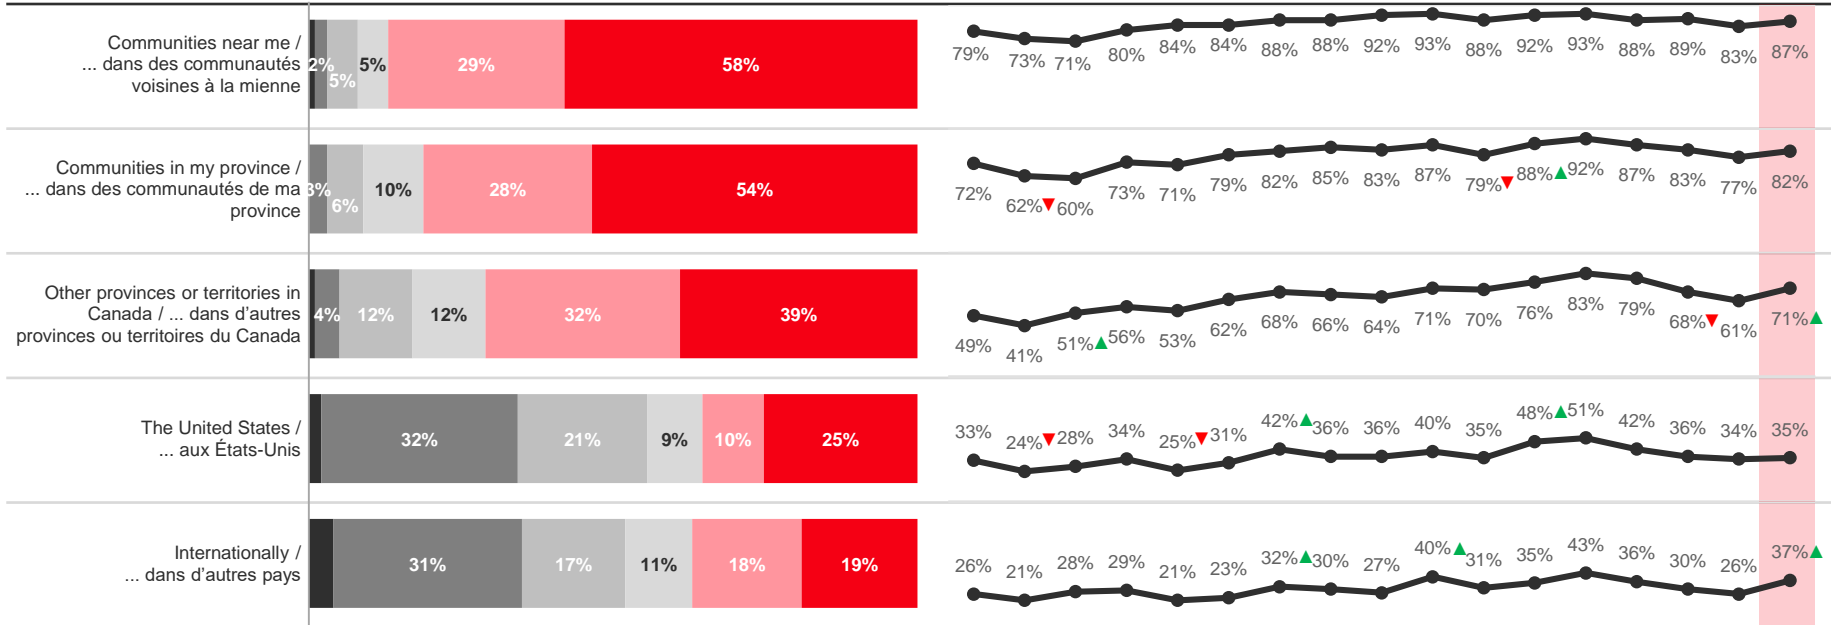 Communities near me /
... dans des communautés
voisines à la mienne
2% 5% 5% 29% 58%
79% 73% 71% 80% 84% 84% 88% 88% 92% 93% 88% 92% 93% 88% 89% 83% 87%
Communities in my province /
... dans des communautés de ma
province
3% 6% 10% 28% 54%
72% 62%▼ 60% 73% 71% 79% 82% 85% 83% 87% 79%▼ 88%▲ 92% 87% 83% 77% 82%
Other provinces or territories in
Canada / ... dans d'autres
provinces ou territoires du Canada
4% 12% 12% 32% 39%
49% 41% 51%▲ 56% 53% 62% 68% 66% 64% 71% 70% 76% 83% 79% 68%▼ 61% 71%▲
The United States /
... aux États-Unis
32% 21% 9% 10% 25%
33% 24%▼ 28% 34% 25%▼ 31% 42%▲ 36% 36% 40% 35% 48%▲ 51% 42% 36% 34% 35%
Internationally /
... dans d'autres pays
31% 17% 11% 18% 19%
26% 21% 28% 29% 21% 23% 32%▲ 30% 27% 40%▲ 31% 35% 43% 36% 30% 26% 37%▲